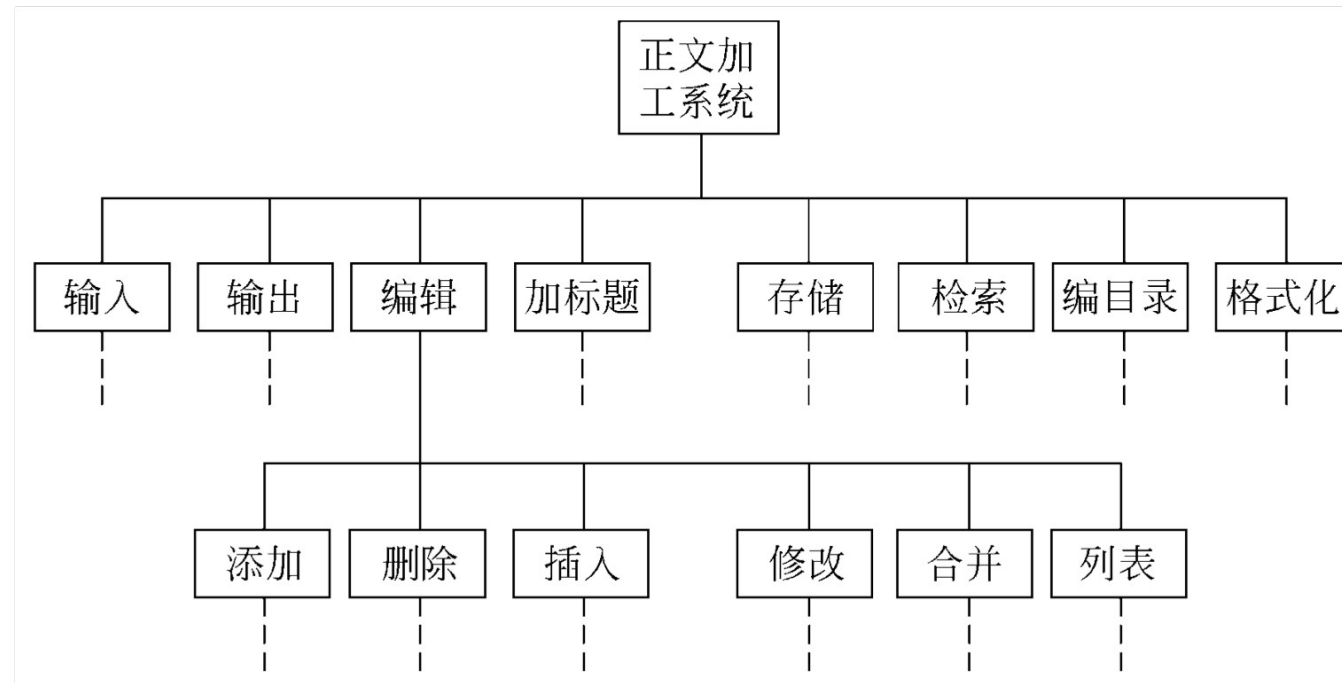 正文加
工系统
输入
输出
编辑
加标题
存储
检索
编目录
格式化
添加
删除
插入
修改
合并
列表